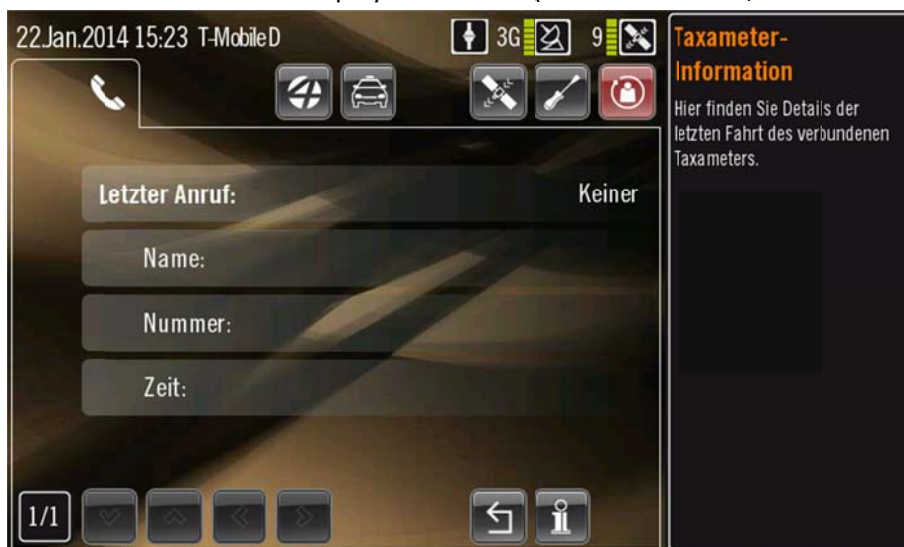 22.Jan.2014 15:23 T-Mobile D 3G 9
Letzter Anruf: Keiner
Name:
Nummer:
Zeit:
1/1
Taxameter-
Information
Hier finden Sie Details der
letzten Fahrt des verbundenen
Taxameters.